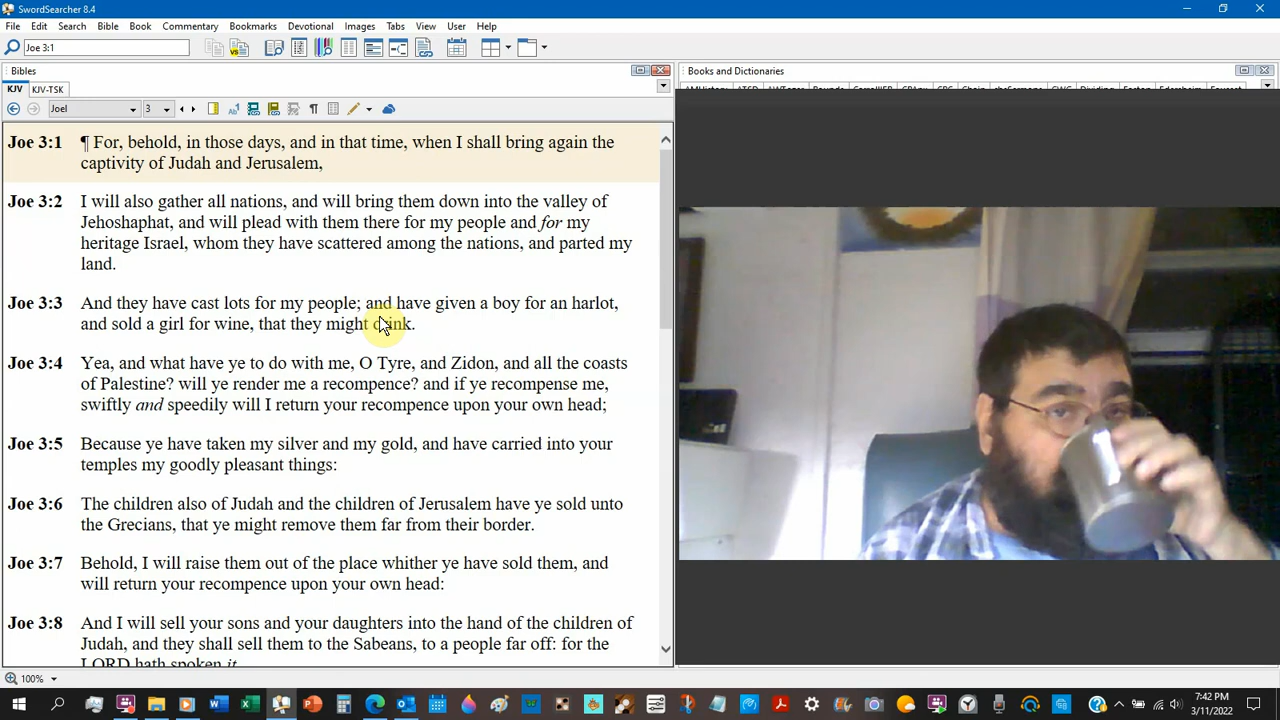 SwordSearcher 8.4
File Edit Search Bible Book Commentary Bookmarks Devotional Images Tabs View User Help
Joe 3:1
Bibles
Books and Dictionaries
KJV KJV-TSK
Joel 3
Joe 3:1 ¶ For, behold, in those days, and in that time, when I shall bring again the
captivity of Judah and Jerusalem,
Joe 3:2 I will also gather all nations, and will bring them down into the valley of
Jehoshaphat, and will plead with them there for my people and for my
heritage Israel, whom they have scattered among the nations, and parted my
land.
Joe 3:3 And they have cast lots for my people; and have given a boy for an harlot,
and sold a girl for wine, that they might drink.
Joe 3:4 Yea, and what have ye to do with me, O Tyre, and Zidon, and all the coasts
of Palestine? will ye render me a recompence? and if ye recompense me,
swiftly and speedily will I return your recompence upon your own head;
Joe 3:5 Because ye have taken my silver and my gold, and have carried into your
temples my goodly pleasant things:
Joe 3:6 The children also of Judah and the children of Jerusalem have ye sold unto
the Grecians, that ye might remove them far from their border.
Joe 3:7 Behold, I will raise them out of the place whither ye have sold them, and
will return your recompence upon your own head:
Joe 3:8 And I will sell your sons and your daughters into the hand of the children of
Judah, and they shall sell them to the Sabeans, to a people far off: for the
LORD hath spoken it
100%
7:42 PM
3/11/2022